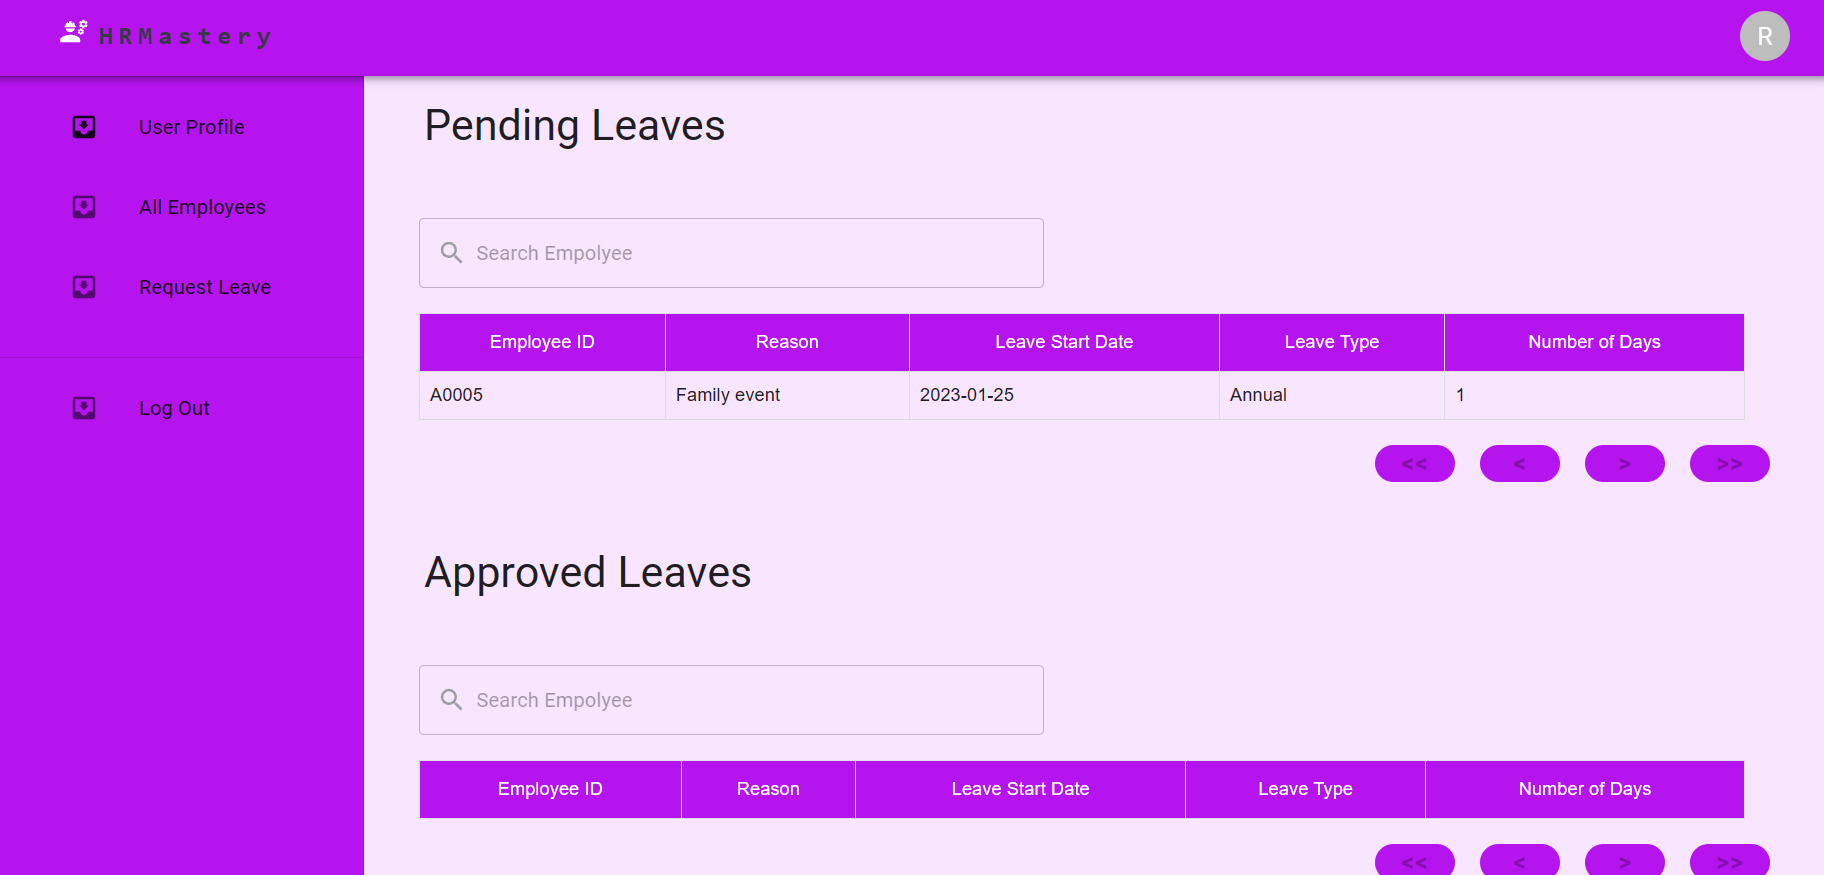 HRMastery
R
User Profile
All Employees
Request Leave
Log Out
Pending Leaves
Search Empolyee
Employee ID Reason Leave Start Date Leave Type Number of Days
A0005 Family event 2023-01-25 Annual 1
<< < > >>
Approved Leaves
Search Empolyee
Employee ID Reason Leave Start Date Leave Type Number of Days
<< < > >>